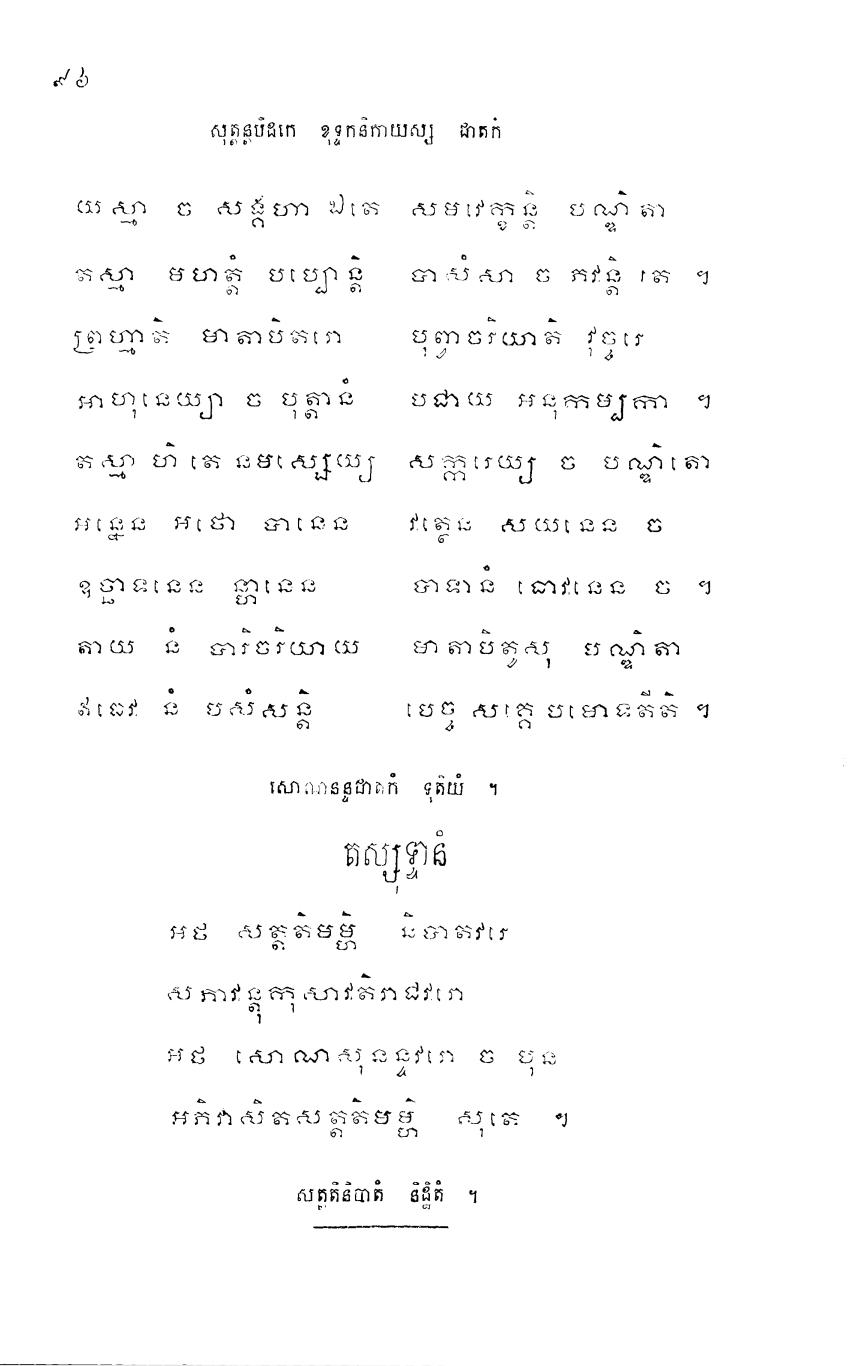 ៩៦
សុត្តន្តបិដកេ ខុទ្ទកនិកាយស្ស ជាតកំ
យស្មា ច សង្គហា ឯតេ សមវេក្ខន្តិ បណ្ឌិតា
តស្មា មហត្តំ បប្បោន្តិ បាសំសា ច ភវន្តិ តេ ។
ព្រហ្មាតិ មាតាបិតរោ បុព្វាចរិយាតិ វុច្ចរេ
អាហុនេយ្យា ច បុត្តានំ បជាយ អនុកម្បកា ។
តស្មា ហិ តេ នមស្សេយ្យ សក្ករេយ្យ ច បណ្ឌិតោ
អន្នេន អថោ បានេន វត្ថេន សយនេន ច
ឧច្ឆាទនេន ន្ហានេន បាទានំ ធោវនេន ច ។
តាយ នំ បារិចរិយាយ មាតាបិតូសុ បណ្ឌិតា
ឥធេវ នំ បសំសន្តិ បេច្ច សគ្គេ បមោទតីតិ ។
សោណនន្ទជាតកំ ទុតិយំ ។
តស្សុទ្ទានំ
អថ សត្តតិមម្ហិ និបាតវរេ
សភាវន្តុកុសាវតិរាជវរោ
អថ សោណសុនន្ទវរោ ច បុន
អភិវាសិតសត្តតិមម្ហិ សុតេ ៕
សត្តតិនិបាតំ និដ្ឋិតំ ។